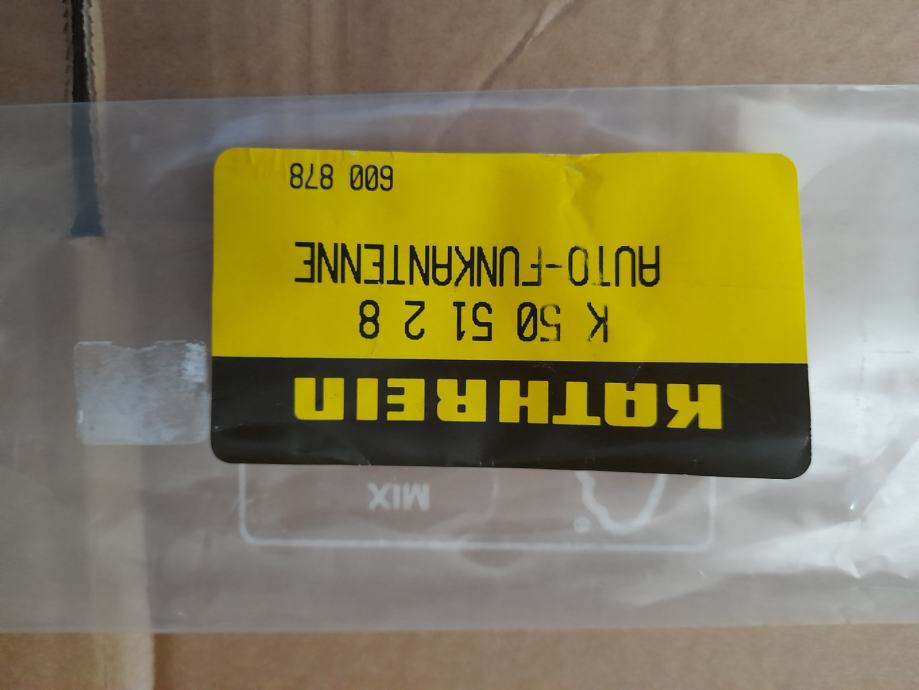 KATHREIN
K 50 51 2 8
AUTO-FUNKANTENNE
600 878
MIX